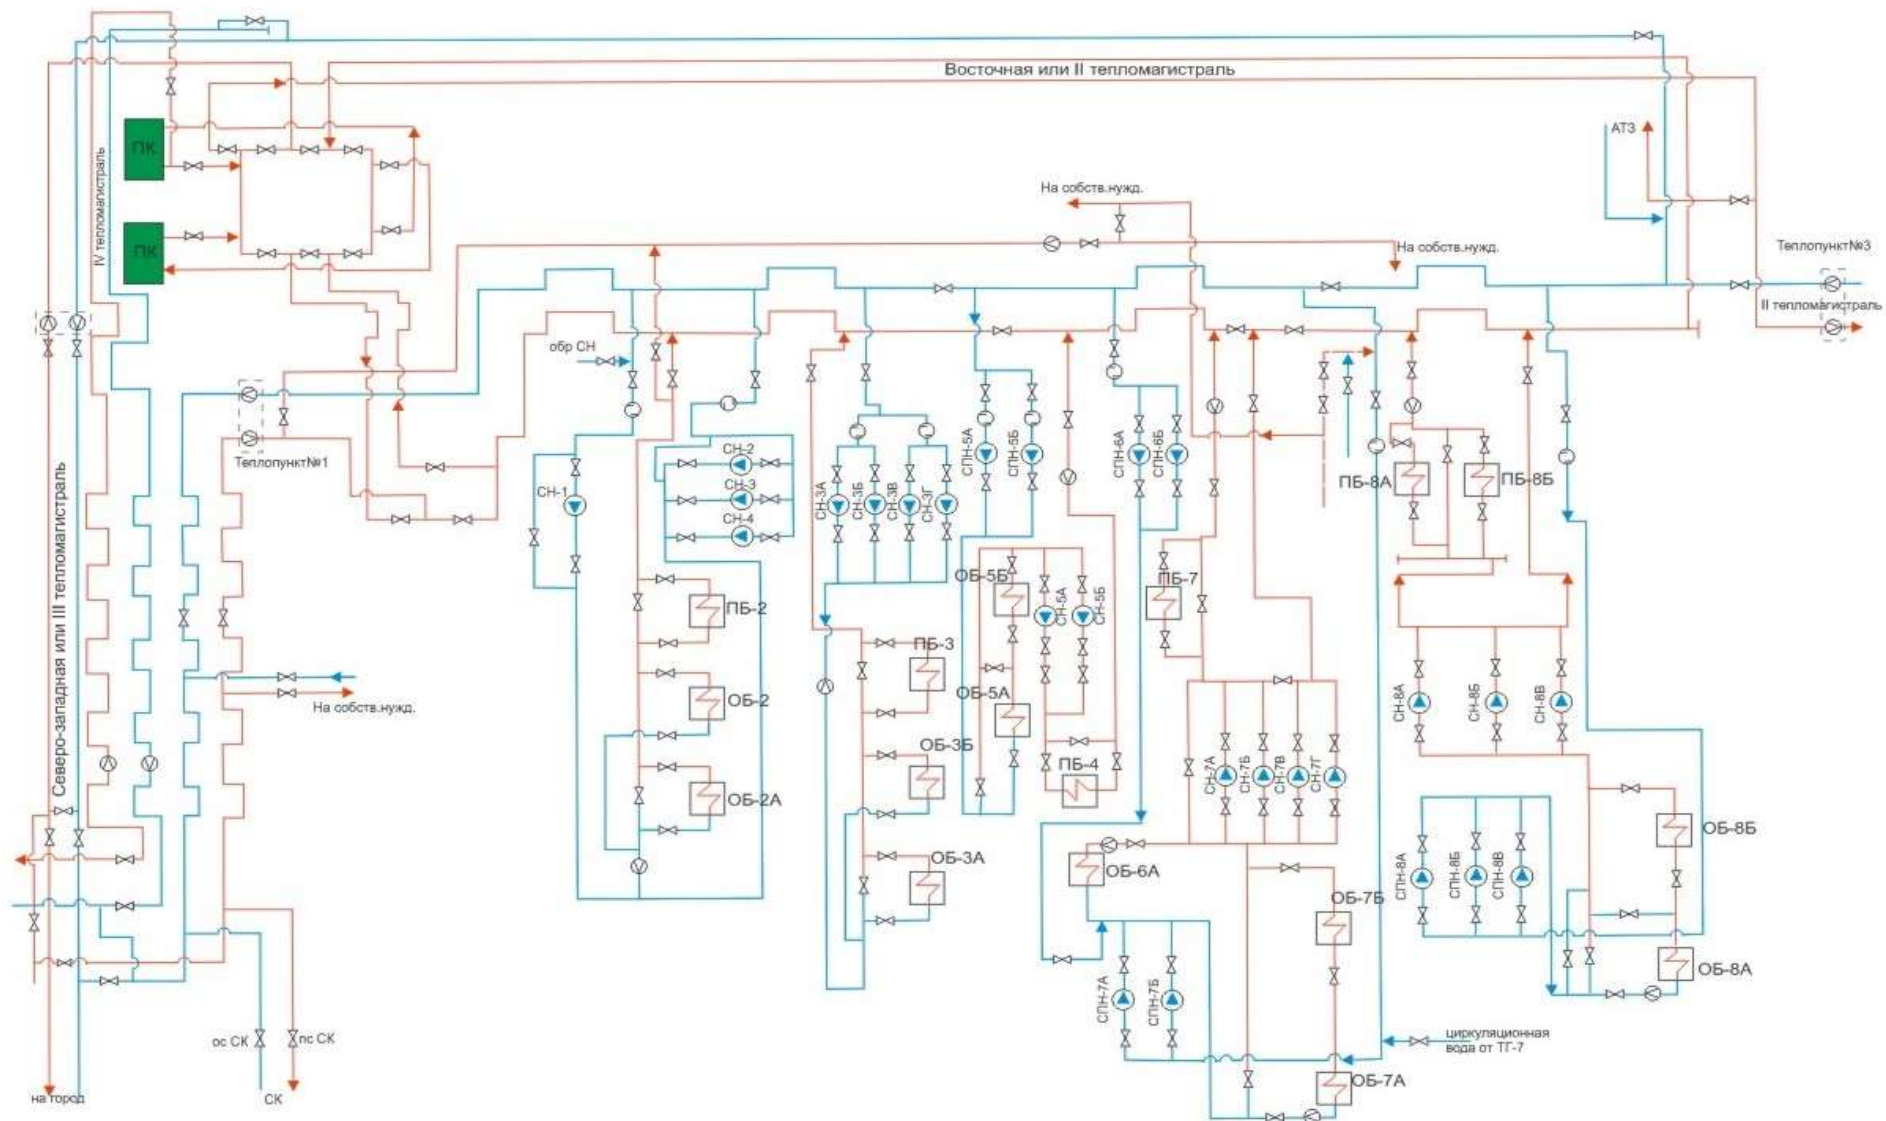 Восточная или II тепломагистраль
IV тепломагистраль
ПК
ПК
АТЗ
На собств.нужд.
На собств.нужд.
Теплопункт№3
II тепломагистраль
обр СН
Теплопункт№1
Северо-западная или III тепломагистраль
СН-1
СН-2
СН-3
СН-4
СН-3А
СН-3Б
СН-3В
СН-3Г
СПН-5А
СПН-5Б
СПН-6А
СПН-6Б
ПБ-8А
ПБ-8Б
ПБ-2
ОБ-2
ОБ-2А
ПБ-3
ОБ-3Б
ОБ-3А
ОБ-5Б
ОБ-5А
СН-5А
СН-5Б
ПБ-4
ПБ-7
На собств.нужд.
СН-7А
СН-7Б
СН-7В
СН-7Г
СН-8А
СН-8Б
СН-8В
ОБ-6А
ОБ-7Б
ОБ-7А
СПН-7А
СПН-7Б
СПН-8А
СПН-8Б
СПН-8В
ОБ-8Б
ОБ-8А
ос СК
пс СК
СК
на город
циркуляционная
вода от ТГ-7